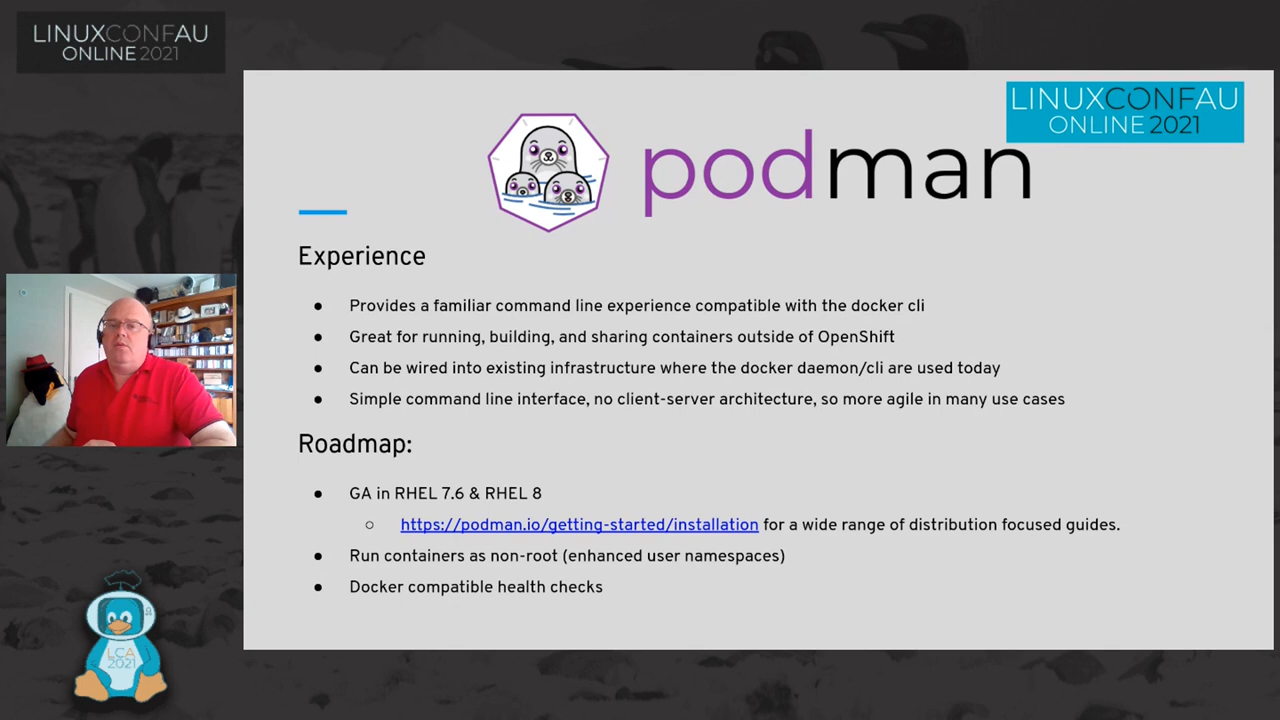 LINUXCONFAU
ONLINE 2021
LINUXCONFAU
ONLINE 2021
podman
Experience
● Provides a familiar command line experience compatible with the docker cli
● Great for running, building, and sharing containers outside of OpenShift
● Can be wired into existing infrastructure where the docker daemon/cli are used today
● Simple command line interface, no client-server architecture, so more agile in many use cases
Roadmap:
● GA in RHEL 7.6 & RHEL 8
○ https://podman.io/getting-started/installation for a wide range of distribution focused guides.
● Run containers as non-root (enhanced user namespaces)
● Docker compatible health checks
LCA
2021